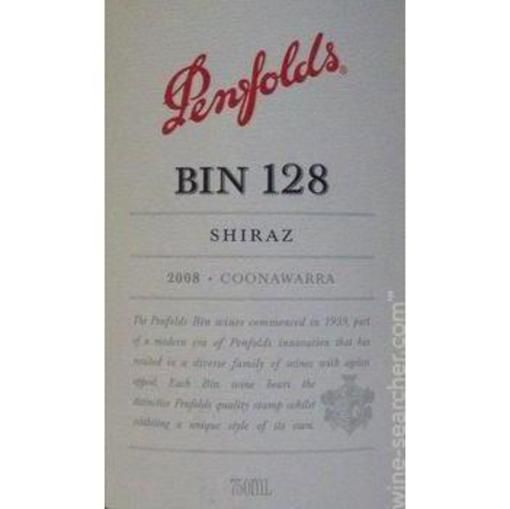 Penfolds®
BIN 128
SHIRAZ
2008 · COONAWARRA
The Penfolds Bin wines commenced in 1959, part
of a modern era of Penfolds innovation that has
resulted in a diverse family of wines with
appeal. Each Bin wine bears the
distinctive Penfolds quality stamp whilst
exhibiting a unique style of its own.
750mL
wine-searcher.com™